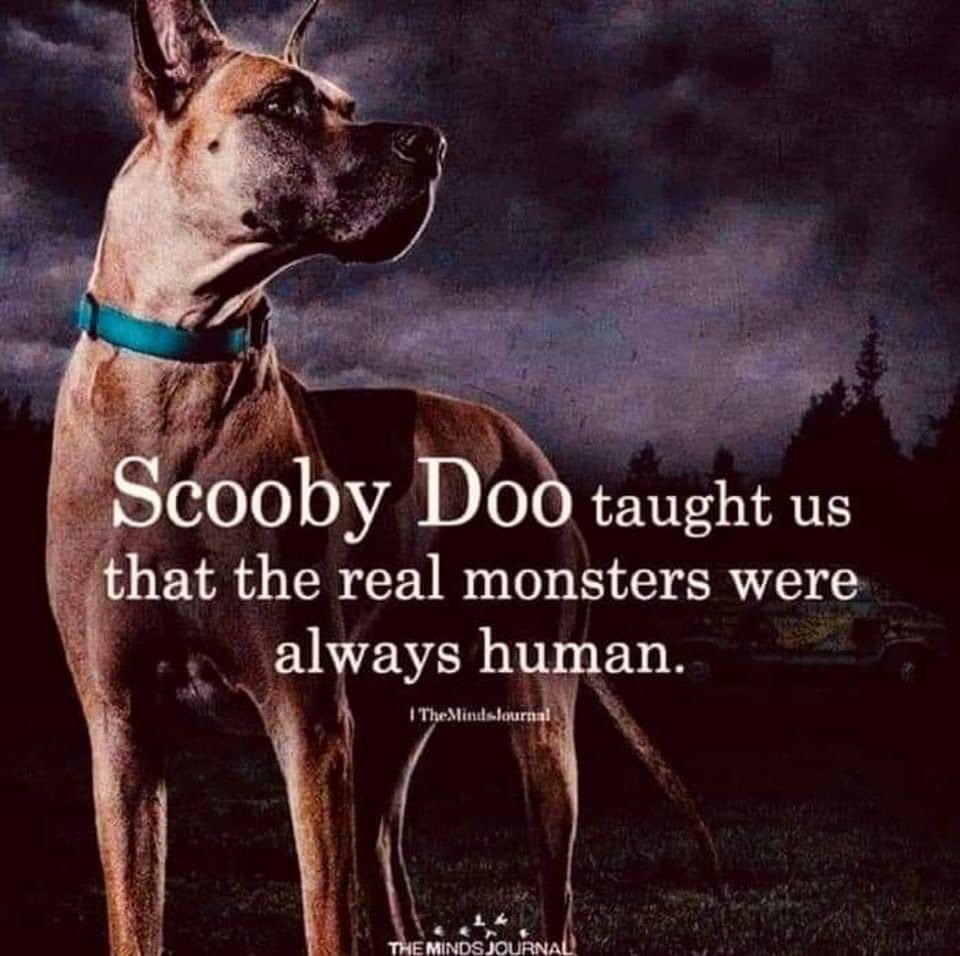 Scooby Doo taught us
that the real monsters were
always human.
| TheMindsJournal
THE MINDS JOURNAL